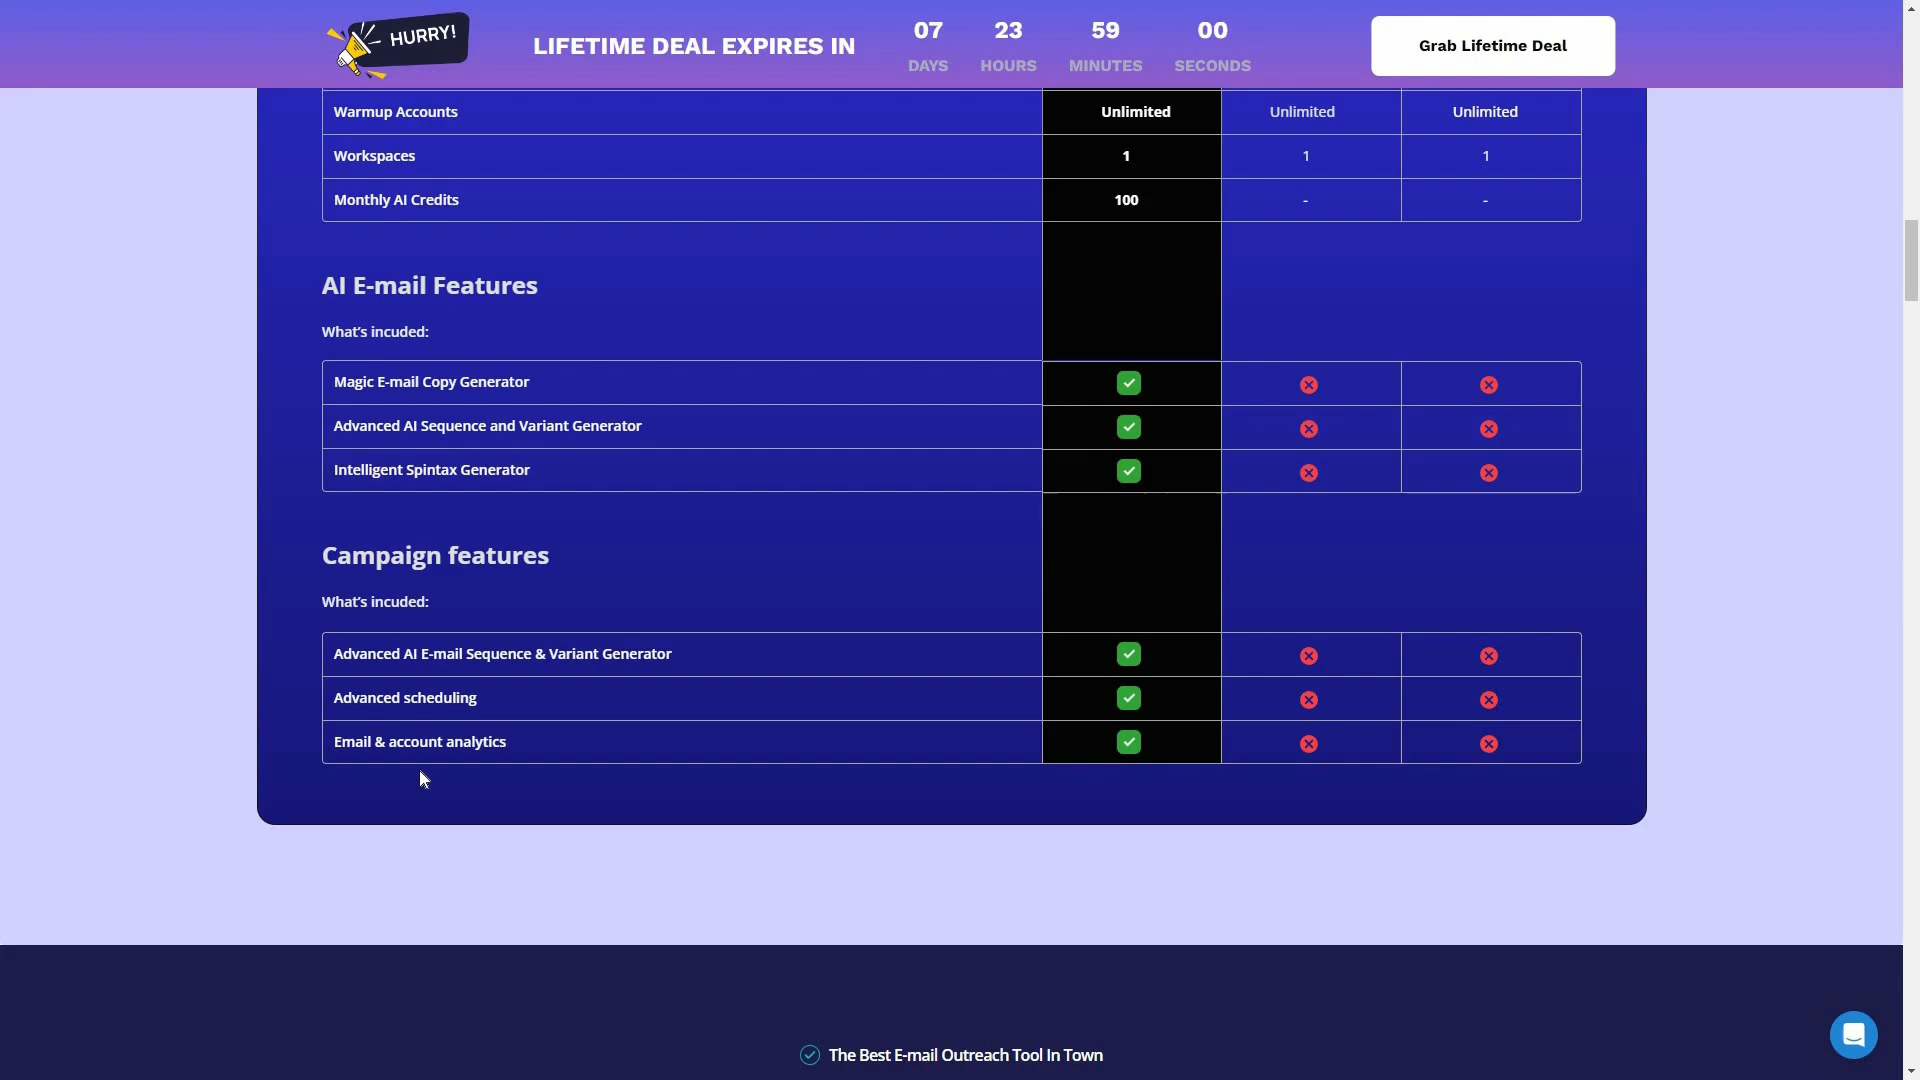 HURRY!
LIFETIME DEAL EXPIRES IN
07 23 59 00
DAYS HOURS MINUTES SECONDS
Grab Lifetime Deal
Warmup Accounts Unlimited Unlimited Unlimited
Workspaces 1 1 1
Monthly AI Credits 100 - -
AI E-mail Features
What's incuded:
Magic E-mail Copy Generator
Advanced AI Sequence and Variant Generator
Intelligent Spintax Generator
Campaign features
What's incuded:
Advanced AI E-mail Sequence & Variant Generator
Advanced scheduling
Email & account analytics
The Best E-mail Outreach Tool In Town